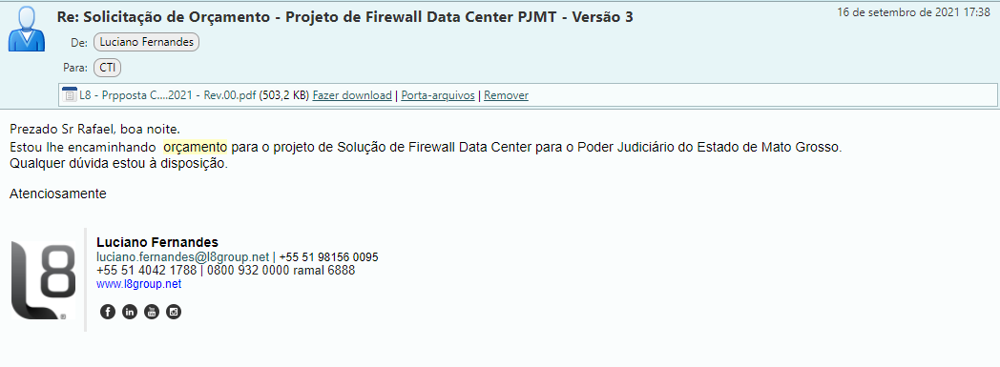 Re: Solicitação de Orçamento - Projeto de Firewall Data Center PJMT - Versão 3
16 de setembro de 2021 17:38
De: Luciano Fernandes
Para: CTI
L8 - Prpposta C....2021 - Rev.00.pdf (503,2 KB) Fazer download | Porta-arquivos | Remover
Prezado Sr Rafael, boa noite.
Estou lhe encaminhando orçamento para o projeto de Solução de Firewall Data Center para o Poder Judiciário do Estado de Mato Grosso.
Qualquer dúvida estou à disposição.
Atenciosamente
L8
Luciano Fernandes
luciano.fernandes@l8group.net | +55 51 98156 0095
+55 51 4042 1788 | 0800 932 0000 ramal 6888
www.l8group.net